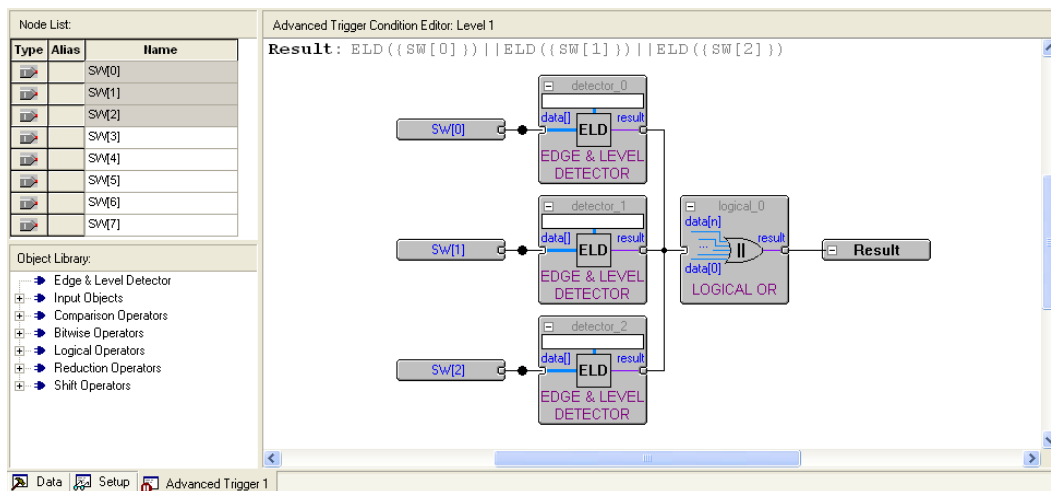 Node List:
Type Alias Name
SW[0]
SW[1]
SW[2]
SW[3]
SW[4]
SW[5]
SW[6]
SW[7]
Object Library:
Edge & Level Detector
Input Objects
Comparison Operators
Bitwise Operators
Logical Operators
Reduction Operators
Shift Operators
Advanced Trigger Condition Editor: Level 1
Result: ELD({SW[0]})||ELD({SW[1]})||ELD({SW[2]})
detector_0
SW[0]
data[] result
ELD
EDGE & LEVEL
DETECTOR
detector_1
SW[1]
data[] result
ELD
EDGE & LEVEL
DETECTOR
logical_0
data[n]
result
...
||
data[0]
LOGICAL OR
Result
detector_2
SW[2]
data[] result
ELD
EDGE & LEVEL
DETECTOR
Data Setup Advanced Trigger 1